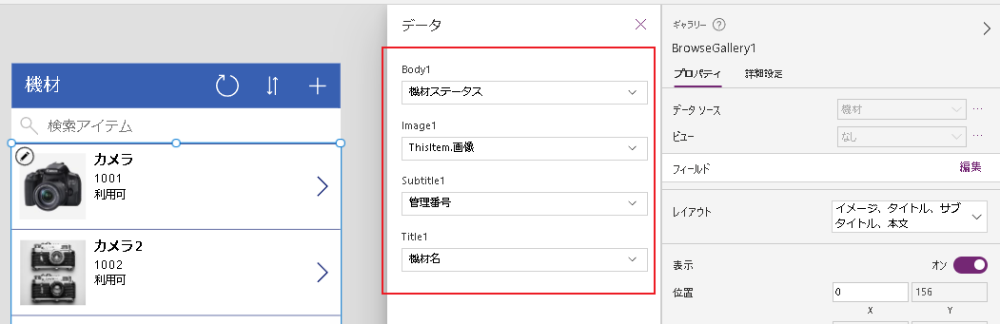 機材
検索アイテム
カメラ
1001
利用可
カメラ2
1002
利用可
データ
Body1
機材ステータス
Image1
ThisItem.画像
Subtitle1
管理番号
Title1
機材名
ギャラリー
BrowseGallery1
プロパティ 詳細設定
データ ソース 機材
ビュー なし
フィールド 編集
レイアウト イメージ、タイトル、サブ
タイトル、本文
表示 オン
位置 0 156
X Y